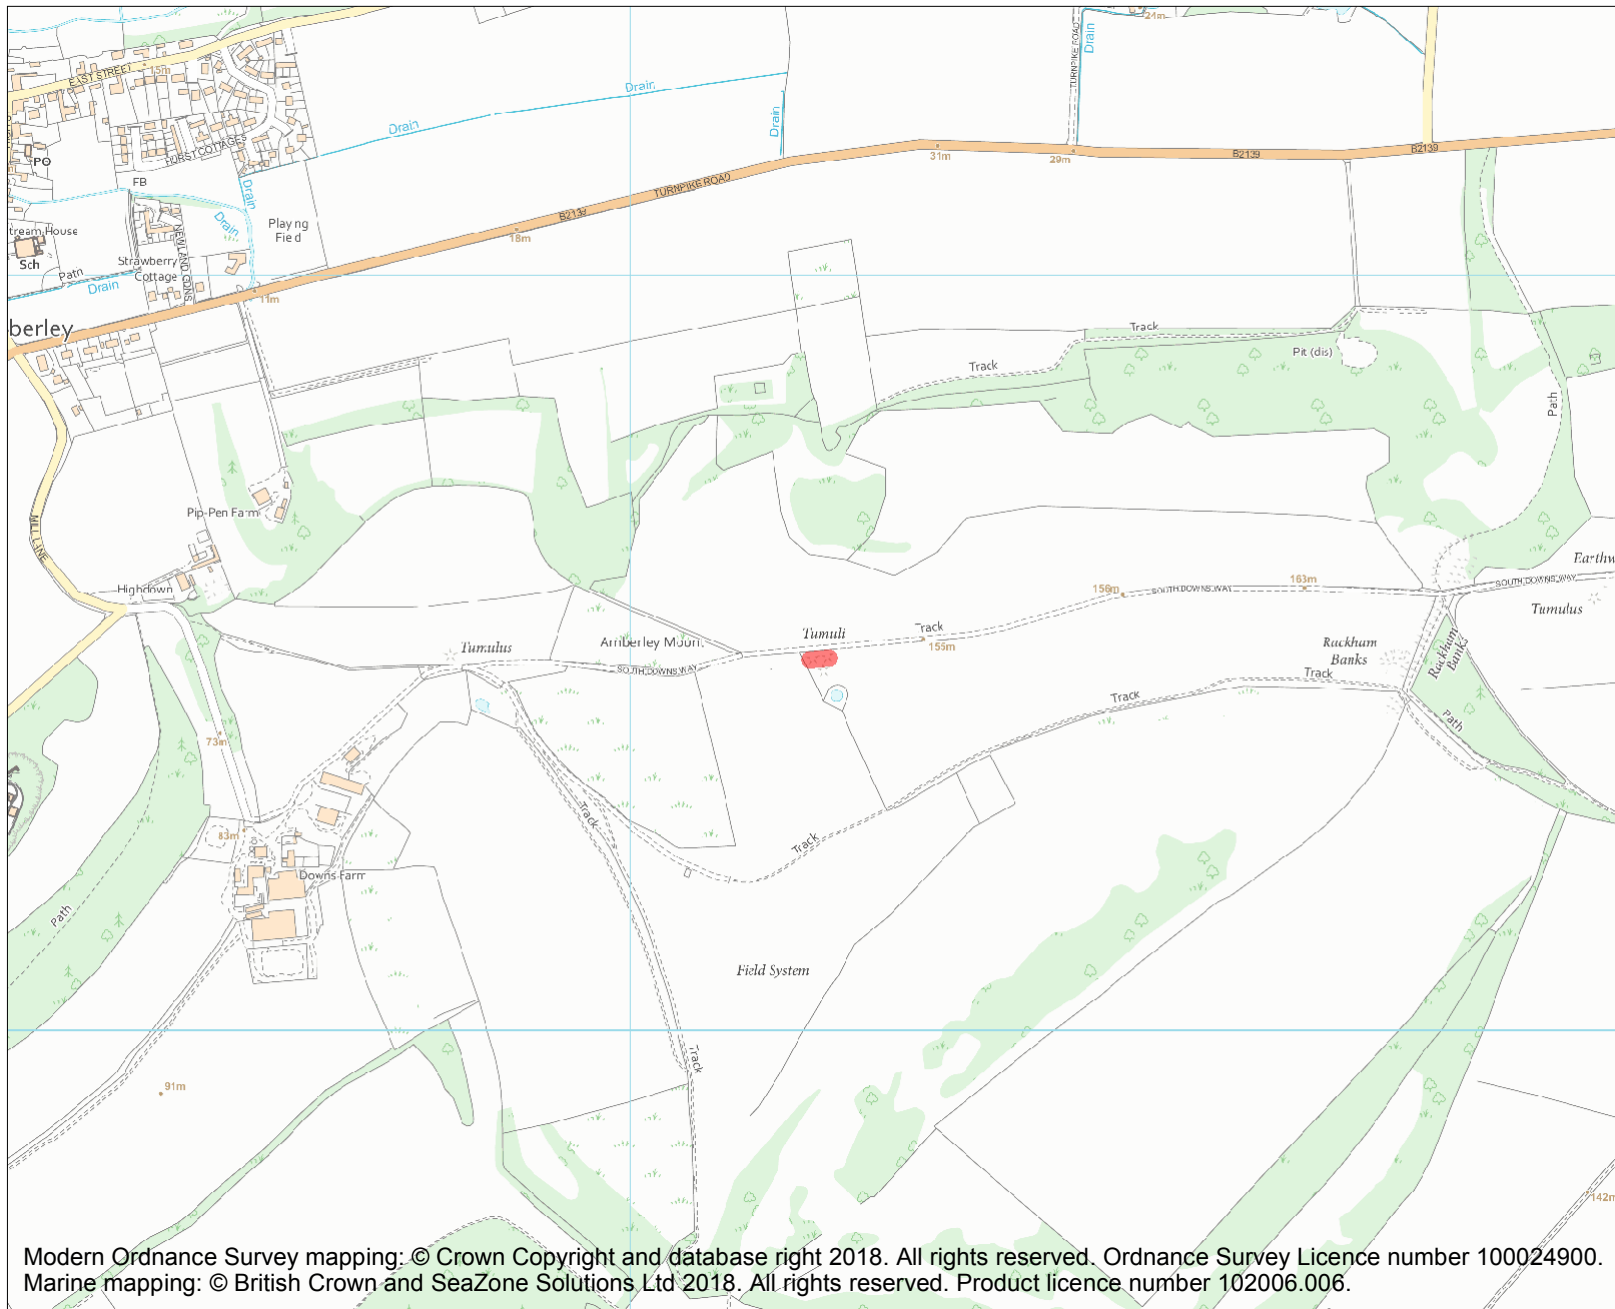 24m
EAST STREET
15m
TURNPIKE ROAD
Drain
Drain
Drain
Drain
HURST COTTAGES
PO
31m
29m
B2139
B2139
FB
Drain
TURNPIKE ROAD
B2139
18m
Drain
Playing
Field
tream House
Sch
NEWLAND GDNS
Strawberry
Cottage
Path
Drain
11m
berley
Track
Track
Pit (dis)
Path
Pip-Pen Farm
MILL LANE
Highdown
Earthw
SOUTH DOWNS WAY
163m
156m
SOUTH DOWNS WAY
Tumulus
Tumuli
Track
155m
Amberley Mount
Tumulus
SOUTH DOWNS WAY
Rackham
Banks
Rackham
Banks
Track
Track
Path
73m
Track
Track
83m
Downs Farm
Path
Field System
Track
91m
142m
Modern Ordnance Survey mapping: © Crown Copyright and database right 2018. All rights reserved. Ordnance Survey Licence number 100024900.
Marine mapping: © British Crown and SeaZone Solutions Ltd 2018. All rights reserved. Product licence number 102006.006.